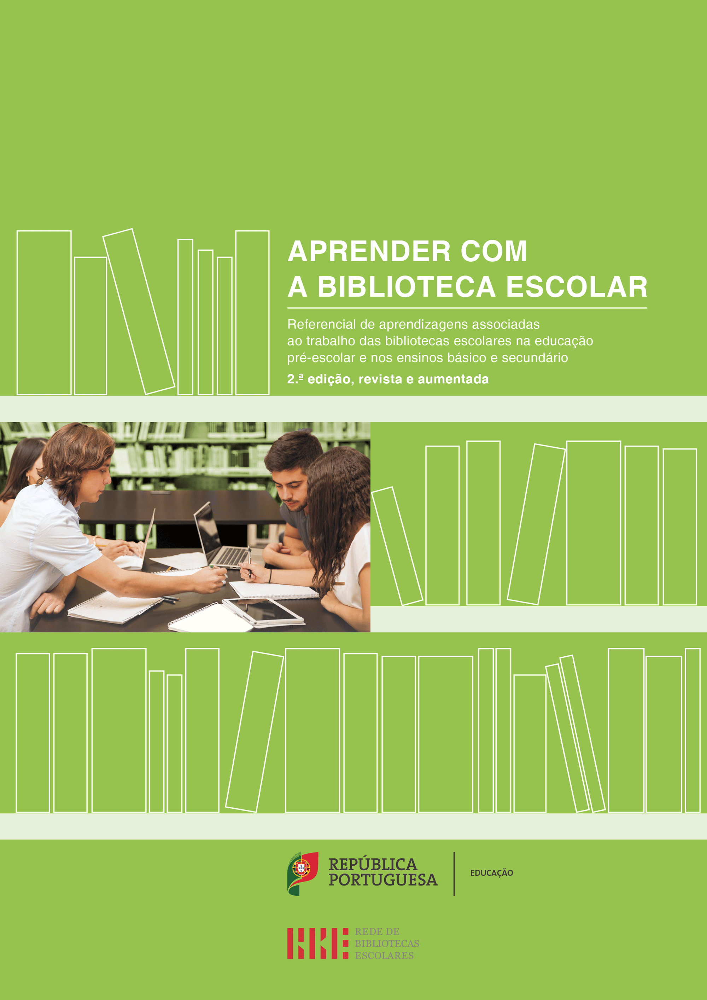 APRENDER COM
A BIBLIOTECA ESCOLAR
Referencial de aprendizagens associadas
ao trabalho das bibliotecas escolares na educação
pré-escolar e nos ensinos básico e secundário
2.ª edição, revista e aumentada
REPÚBLICA
PORTUGUESA
EDUCAÇÃO
REDE DE
BIBLIOTECAS
ESCOLARES